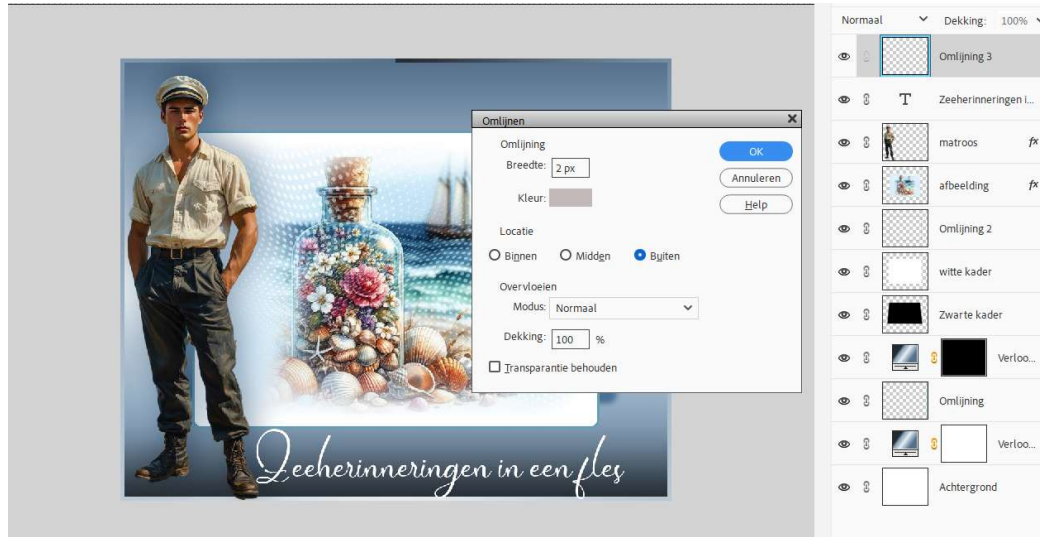 Normaal Dekking: 100%
Omlijning 3
T Zeeherinneringen i...
matroos fx
afbeelding fx
Omlijning 2
witte kader
Zwarte kader
Verloo...
Omlijning
Verloo...
Achtergrond
Omlijnen
Omlijning
Breedte: 2 px
Kleur:
Locatie
Binnen Midden Buiten
Overvloeien
Modus: Normaal
Dekking: 100 %
Transparantie behouden
OK
Annuleren
Help
Zeeherinneringen in een fles